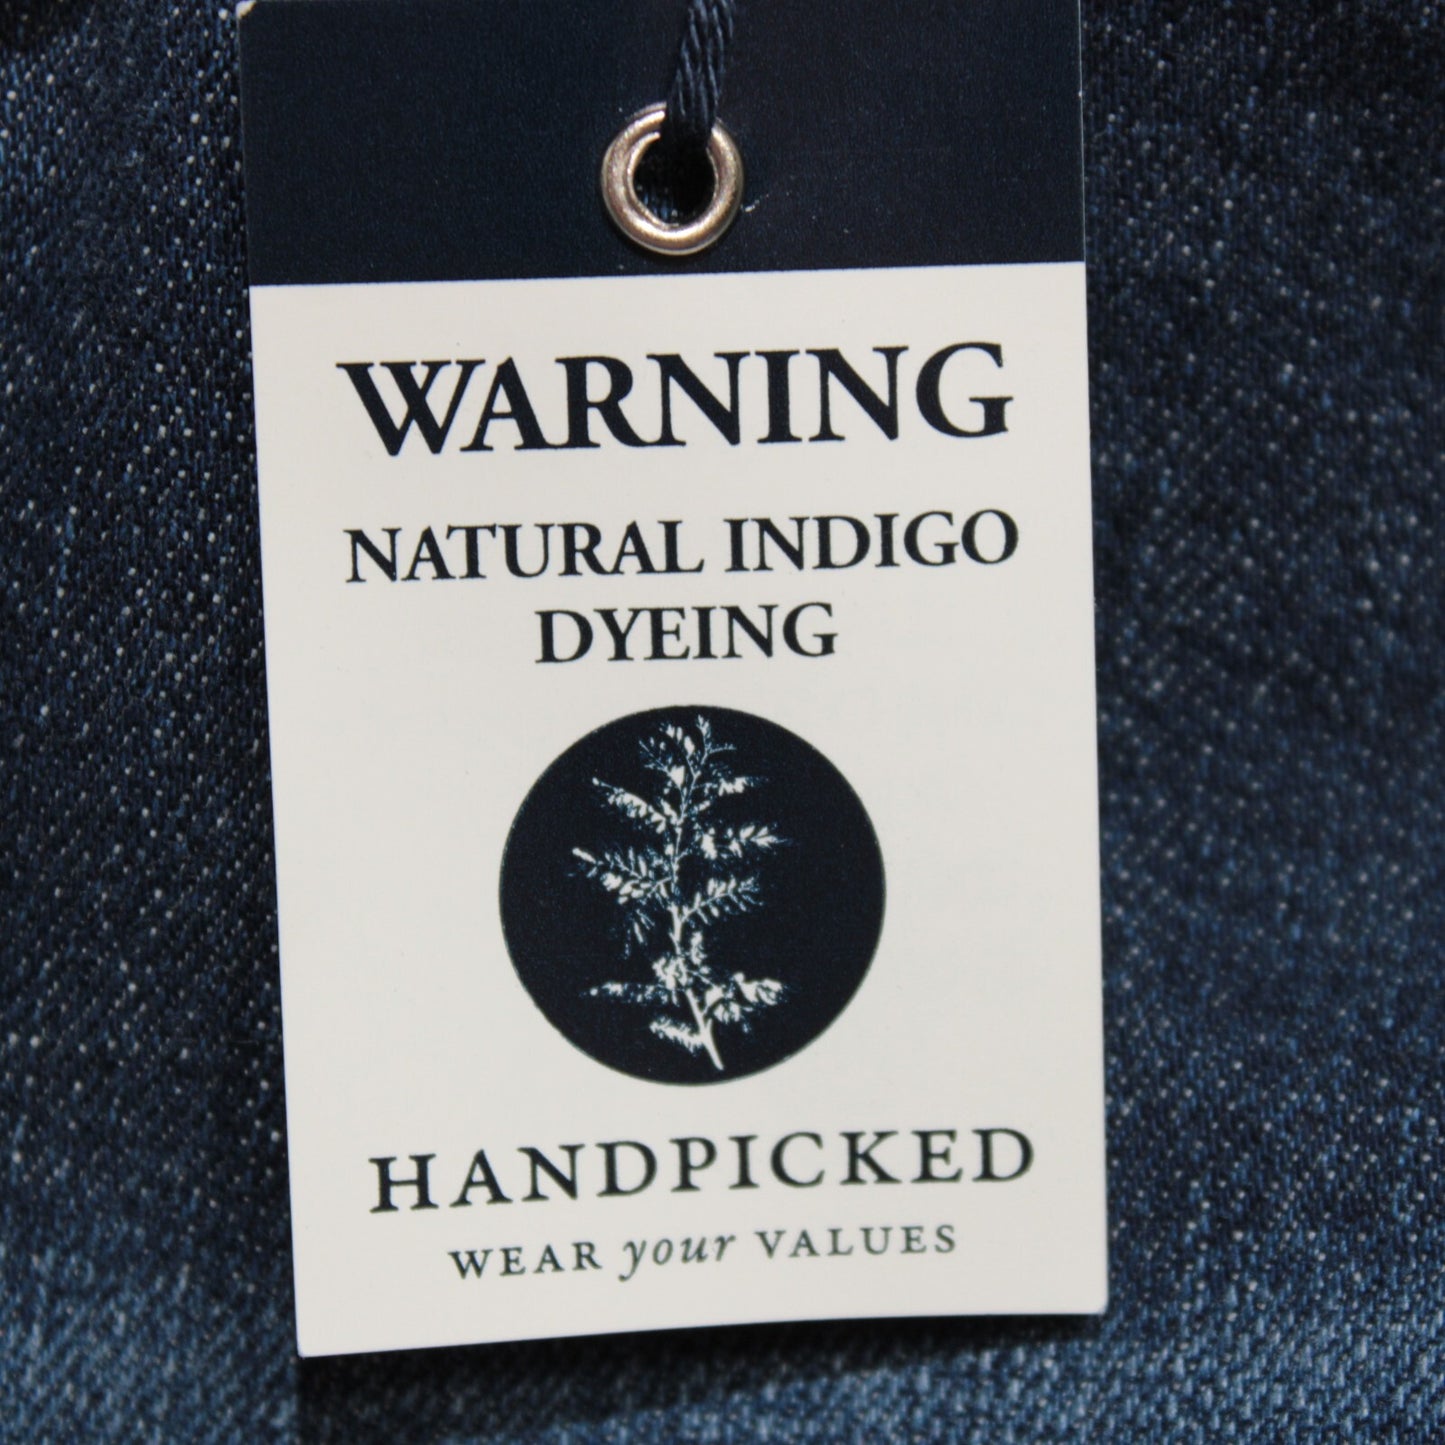 WARNING
NATURAL INDIGO
DYEING
HANDPICKED
WEAR your VALUES